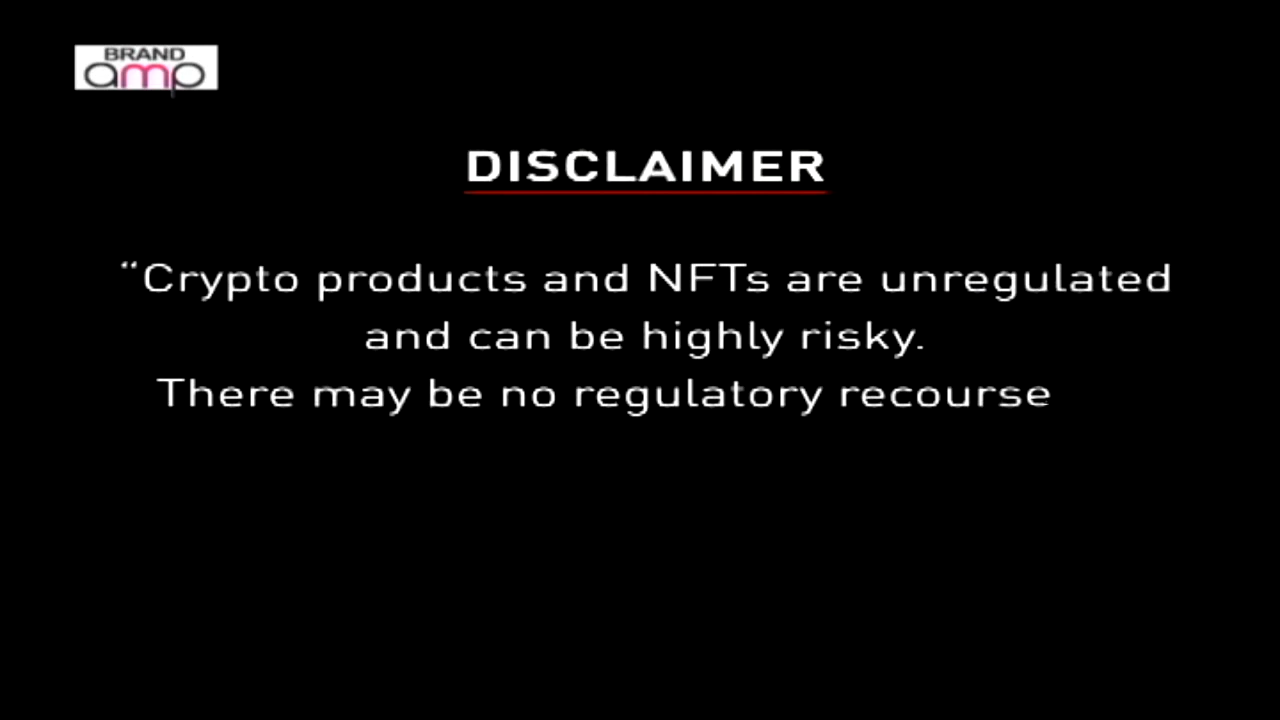 BRAND
amp
DISCLAIMER
“Crypto products and NFTs are unregulated
and can be highly risky.
There may be no regulatory recourse